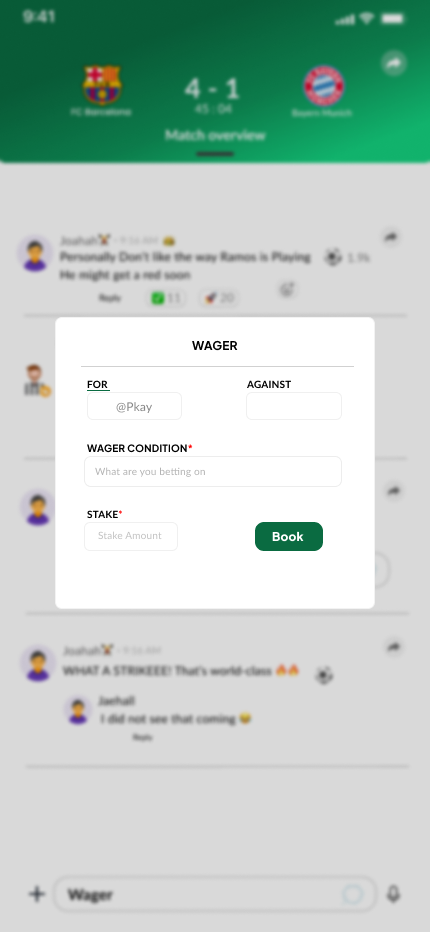 9:41
4 - 1
45 : 04
FC Barcelona
Bayern Munich
Match overview
Joahah - 9:16 AM
Personally Don't like the way Ramos is Playing
1.9k
He might get a red soon
Reply
11
20
WAGER
FOR
AGAINST
@Pkay
WAGER CONDITION*
What are you betting on
STAKE*
Stake Amount
Book
Joahah - 9:16 AM
WHAT A STRIKEEE! That's world-class 🔥🔥
Jaehall
I did not see that coming 😂
Reply
Wager